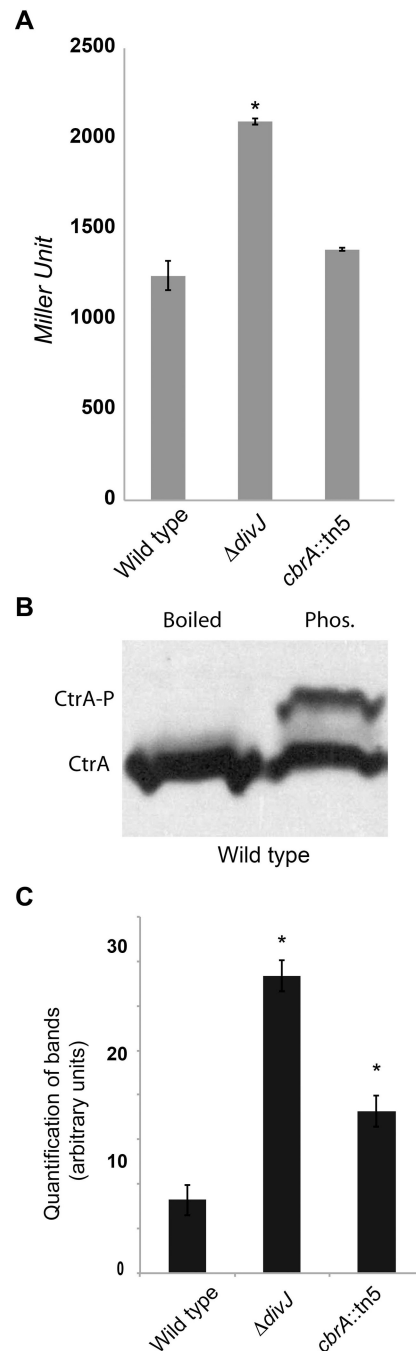 A
2500
2000
1500
1000
500
0
Miller Unit
*
Wild type
ΔdivJ
cbrA::tn5
B
Boiled
Phos.
CtrA-P
CtrA
Wild type
C
30
20
10
0
Quantification of bands
(arbitrary units)
*
*
Wild type
ΔdivJ
cbrA::tn5